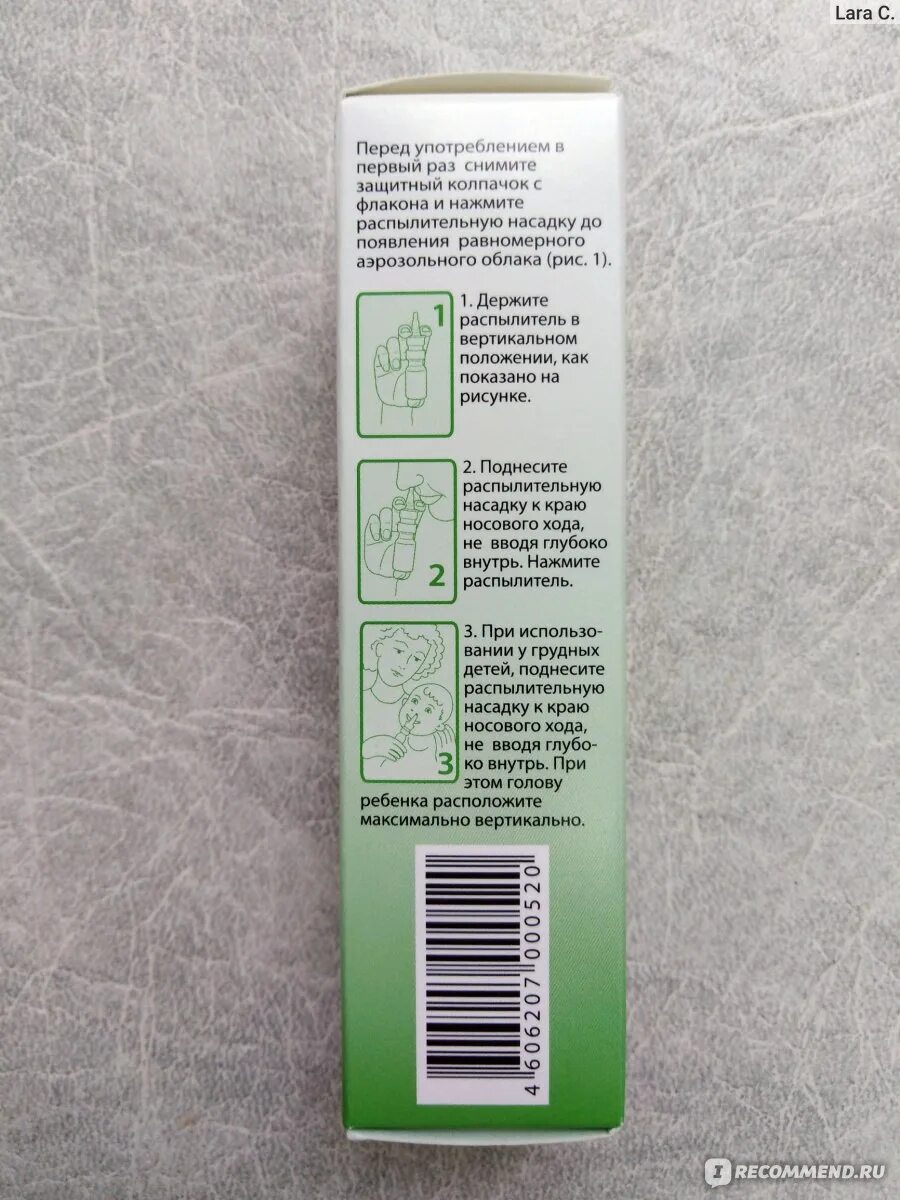 Lara C.
Перед употреблением в
первый раз снимите
защитный колпачок с
флакона и нажмите
распылительную насадку до
появления равномерного
аэрозольного облака (рис. 1).
1
1. Держите
распылитель в
вертикальном
положении, как
показано на
рисунке.
2. Поднесите
распылительную
насадку к краю
носового хода,
не вводя глубоко
внутрь. Нажмите
распылитель.
2
3. При использо-
вании у грудных
детей, поднесите
распылительную
насадку к краю
носового хода,
не вводя глубо-
ко внутрь. При
этом голову
ребенка расположите
максимально вертикально.
3
4 606207 000520
I RECOMMEND.RU